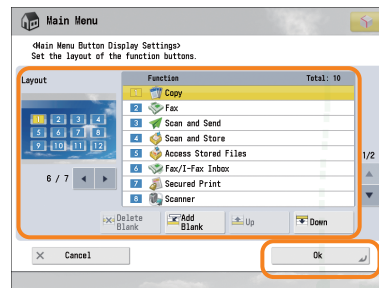 Main Menu
<Main Menu Button Display Settings>
Set the layout of the function buttons.
Layout
Function
Total: 10
1 Copy
2 Fax
3 Scan and Send
4 Scan and Store
5 Access Stored Files
6 Fax/I-Fax Inbox
7 Secured Print
8 Scanner
1 2 3 4
5 6 7 8
9 10 11 12
6 / 7
1/2
Delete Blank
Add Blank
Up
Down
Cancel
Ok